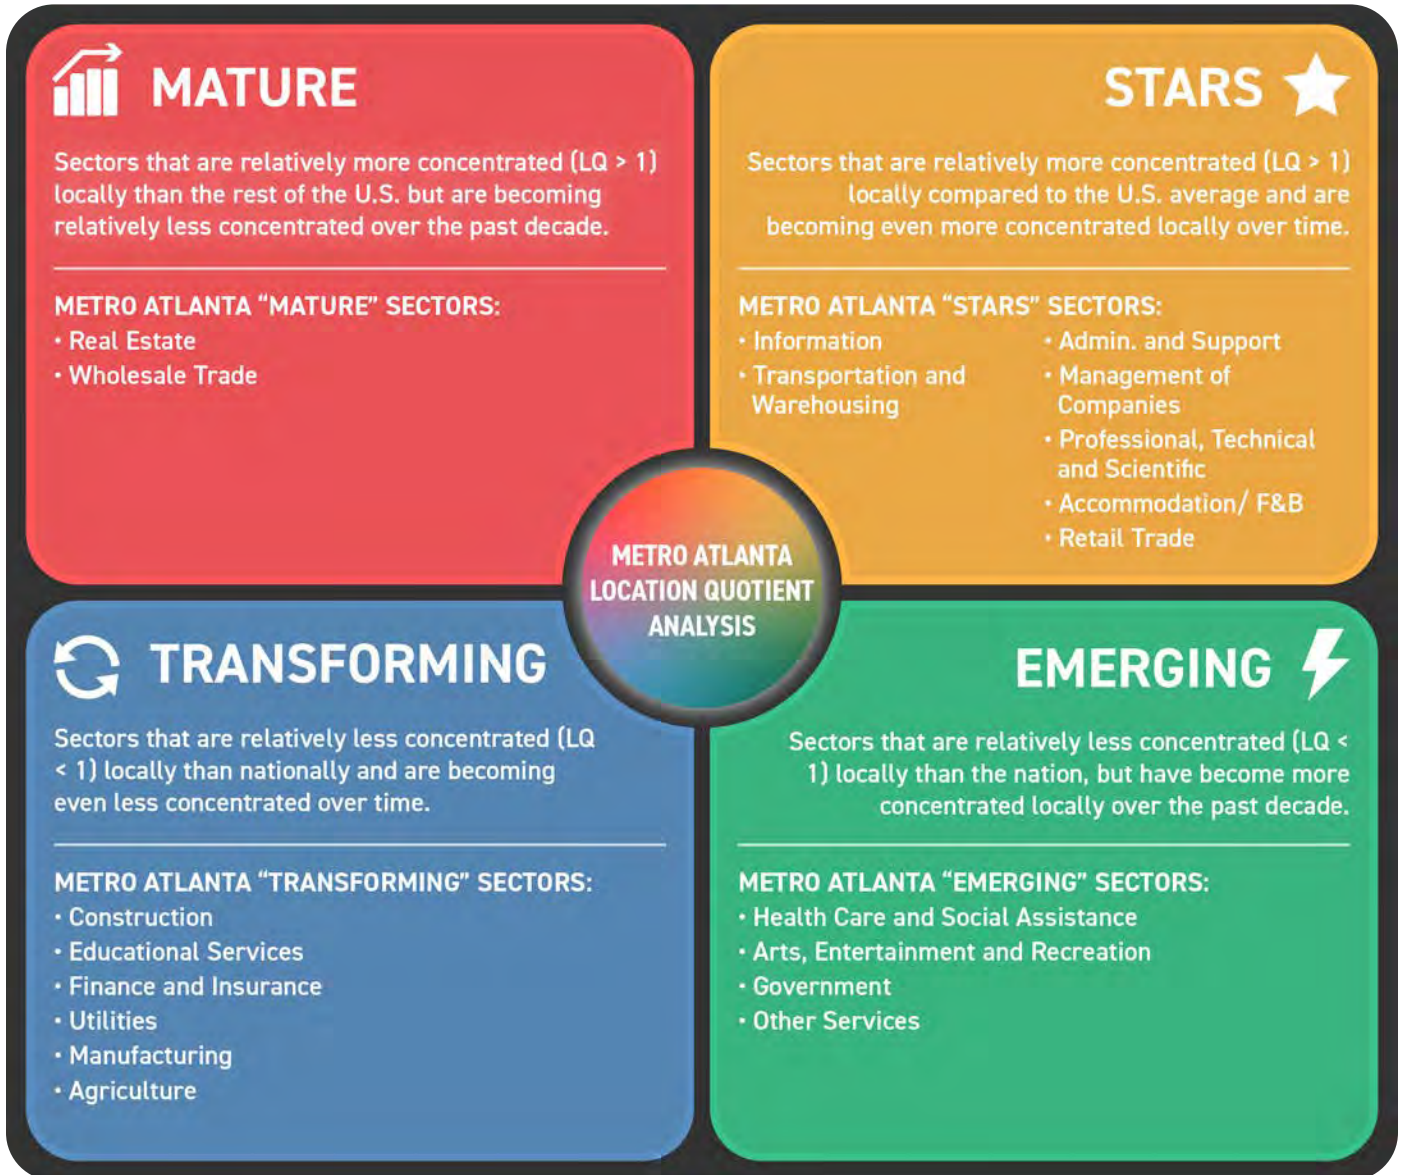 MATURE
Sectors that are relatively more concentrated (LQ > 1)
locally than the rest of the U.S. but are becoming
relatively less concentrated over the past decade.
METRO ATLANTA “MATURE” SECTORS:
• Real Estate
• Wholesale Trade
STARS
Sectors that are relatively more concentrated (LQ > 1)
locally compared to the U.S. average and are
becoming even more concentrated locally over time.
METRO ATLANTA “STARS” SECTORS:
• Information
• Transportation and
Warehousing
• Admin. and Support
• Management of
Companies
• Professional, Technical
and Scientific
• Accommodation/ F&B
• Retail Trade
METRO ATLANTA
LOCATION QUOTIENT
ANALYSIS
TRANSFORMING
Sectors that are relatively less concentrated (LQ
< 1) locally than nationally and are becoming
even less concentrated over time.
METRO ATLANTA “TRANSFORMING” SECTORS:
• Construction
• Educational Services
• Finance and Insurance
• Utilities
• Manufacturing
• Agriculture
EMERGING
Sectors that are relatively less concentrated (LQ <
1) locally than the nation, but have become more
concentrated locally over the past decade.
METRO ATLANTA “EMERGING” SECTORS:
• Health Care and Social Assistance
• Arts, Entertainment and Recreation
• Government
• Other Services